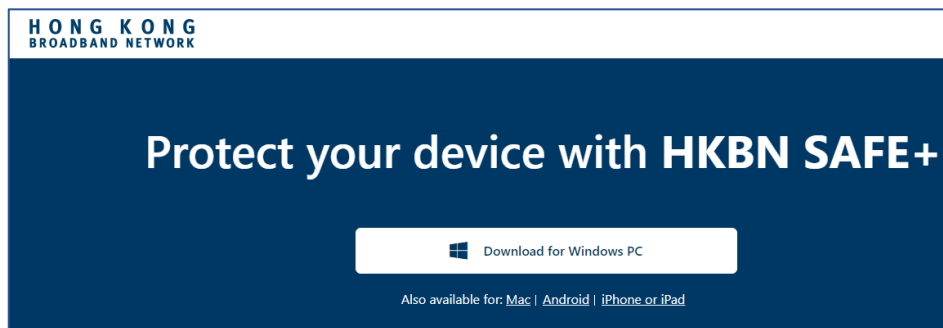 HONG KONG
BROADBAND NETWORK
Protect your device with HKBN SAFE+
Download for Windows PC
Also available for: Mac | Android | iPhone or iPad